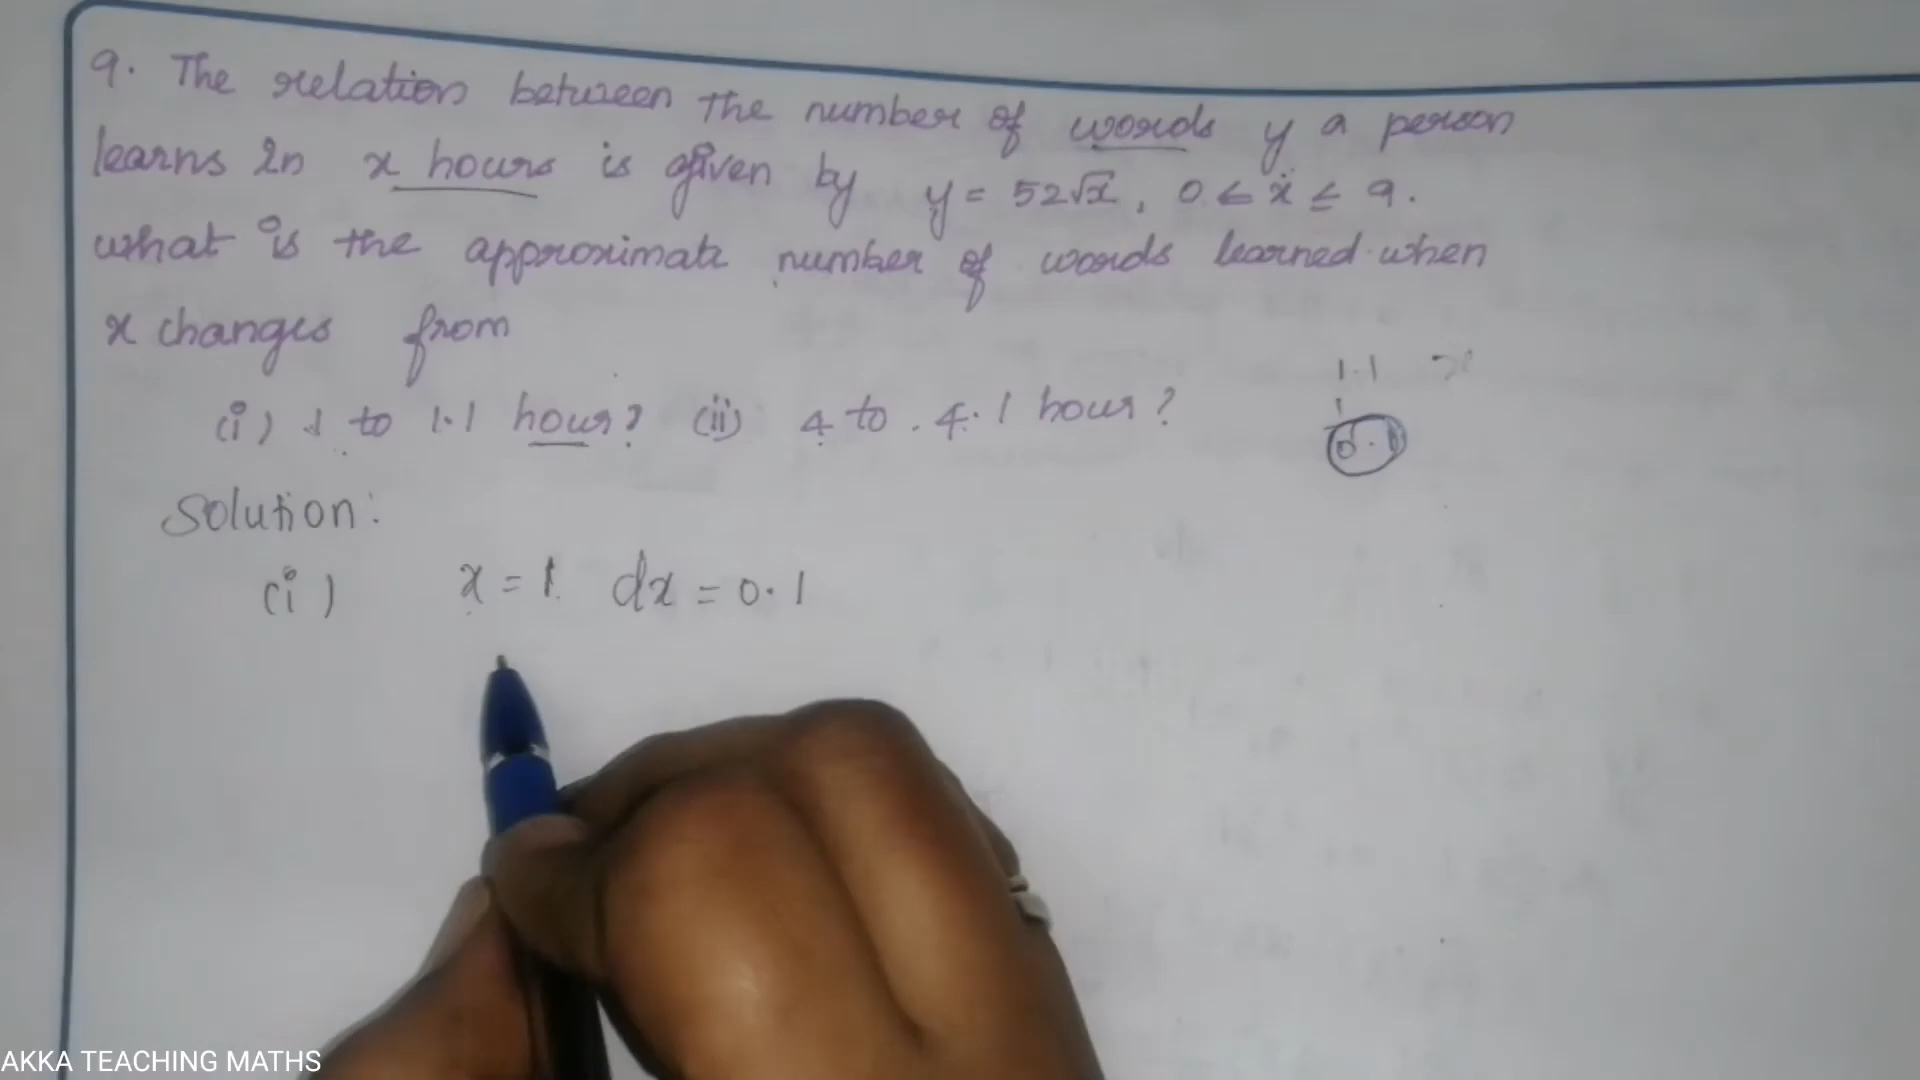 9. The relation between the number of words y a person
learns in x hours is given by y = 52√x, 0 ≤ x ≤ 9.
what is the approximate number of words learned when
x changes from
(i) 1 to 1.1 hour? (ii) 4 to 4.1 hour?
1.1
1
0.1
Solution:
(i) x = 1 dx = 0.1
AKKA TEACHING MATHS